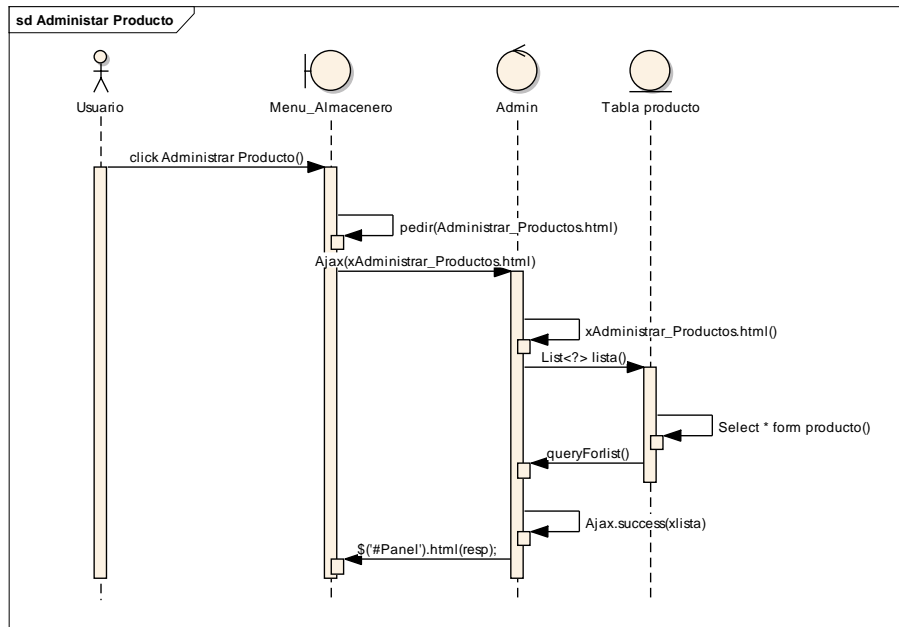 sd Administar Producto
Usuario
Menu_Almacenero
Admin
Tabla producto
click Administrar Producto()
pedir(Administrar_Productos.html)
Ajax(xAdministrar_Productos.html)
xAdministrar_Productos.html()
List<?> lista()
Select * form producto()
queryForlist()
Ajax.success(xlista)
$('#Panel').html(resp);